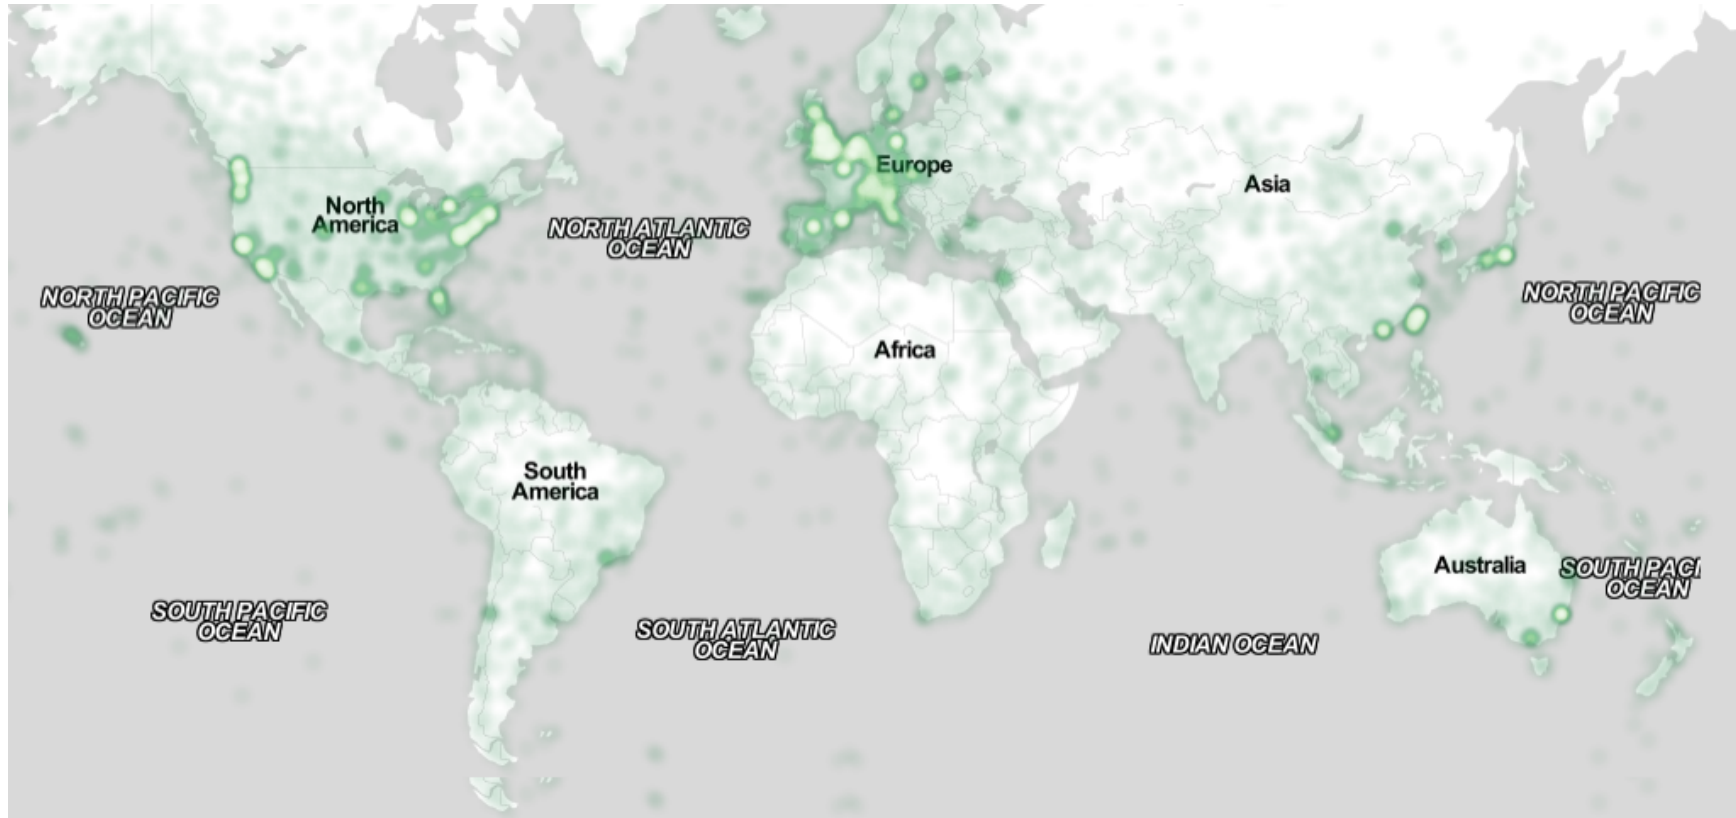 Europe
Asia
North
America
NORTH ATLANTIC
OCEAN
NORTH PACIFIC
OCEAN
NORTH PACIFIC
OCEAN
Africa
South
America
Australia
SOUTH PACI
OCEAN
SOUTH PACIFIC
OCEAN
SOUTH ATLANTIC
OCEAN
INDIAN OCEAN